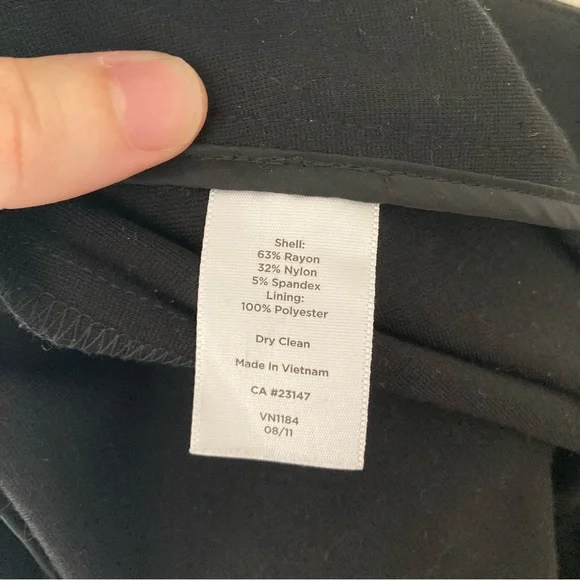 Shell:
63% Rayon
32% Nylon
5% Spandex
Lining:
100% Polyester
Dry Clean
Made In Vietnam
CA #23147
VN1184
08/11